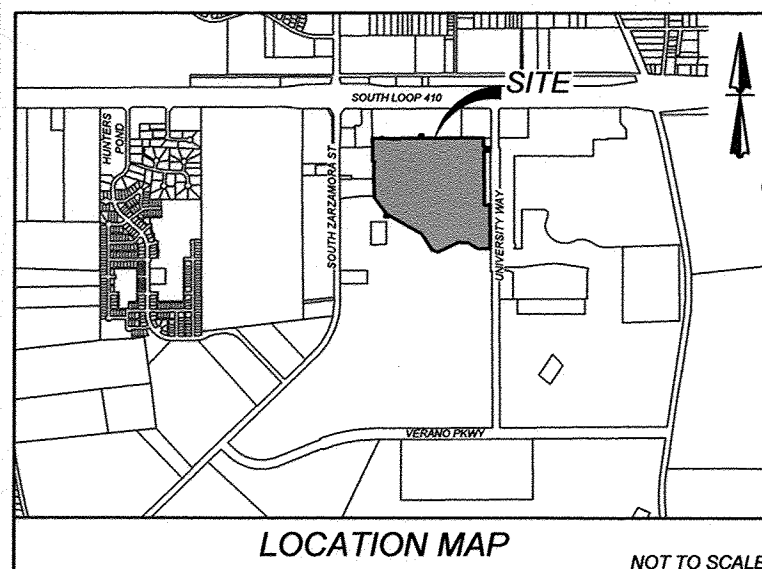 SITE
SOUTH LOOP 410
HUNTERS
POND
SOUTH ZARZAMORA ST
UNIVERSITY WAY
VERANO PKWY
LOCATION MAP
NOT TO SCALE